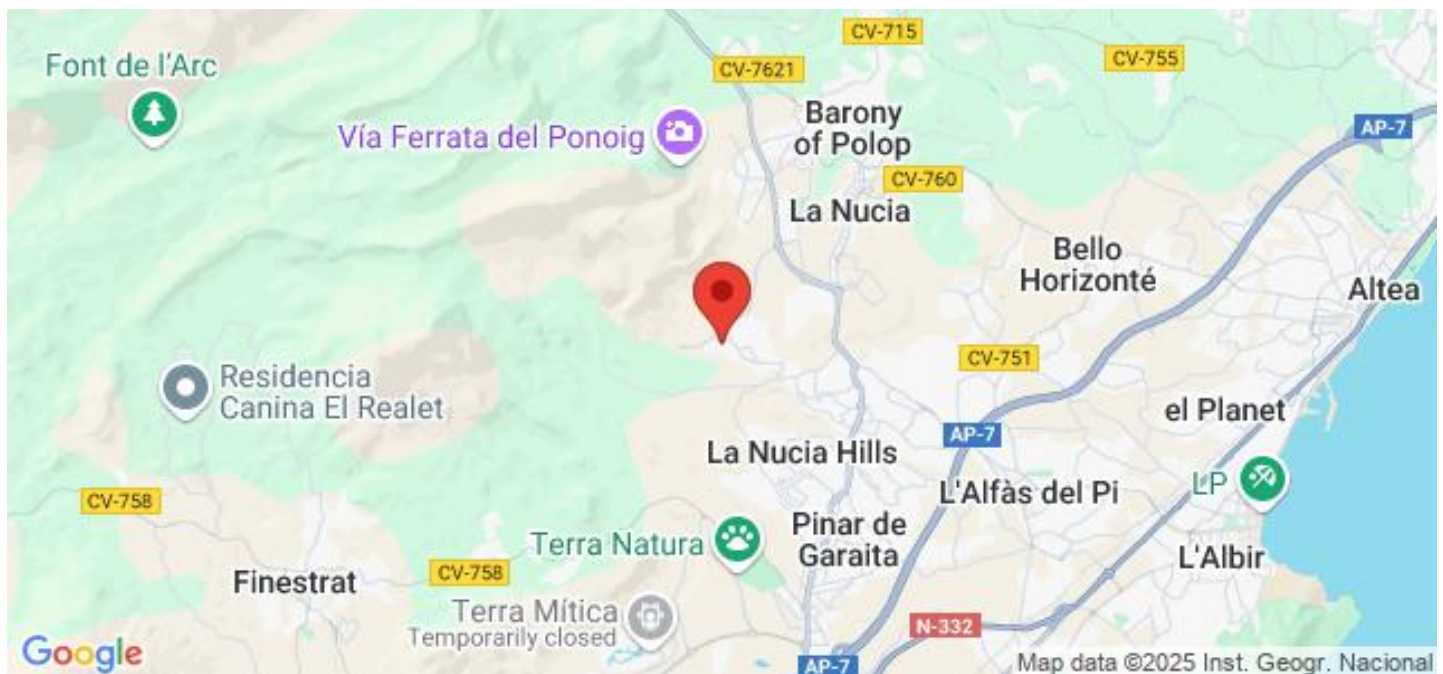 CV-715
CV-755
Font de l'Arc
CV-7621
Barony
of Polop
AP-7
Vía Ferrata del Ponoig
CV-760
La Nucia
Bello
Horizonté
Altea
CV-751
Residencia
Canina El Realet
el Planet
AP-7
La Nucia Hills
LP
L'Alfàs del Pi
CV-758
Pinar de
Garaita
Terra Natura
L'Albir
Finestrat
CV-758
Terra Mítica
Temporarily closed
N-332
Google
AP-7
Map data ©2025 Inst. Geogr. Nacional